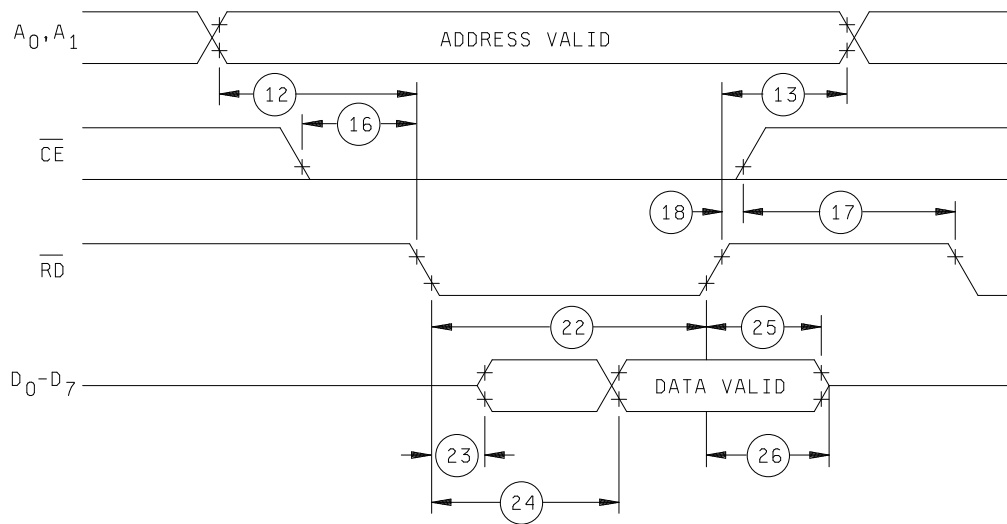 A0,A1
ADDRESS VALID
12
13
16
CE
18
17
RD
22
25
D0-D7
DATA VALID
23
26
24